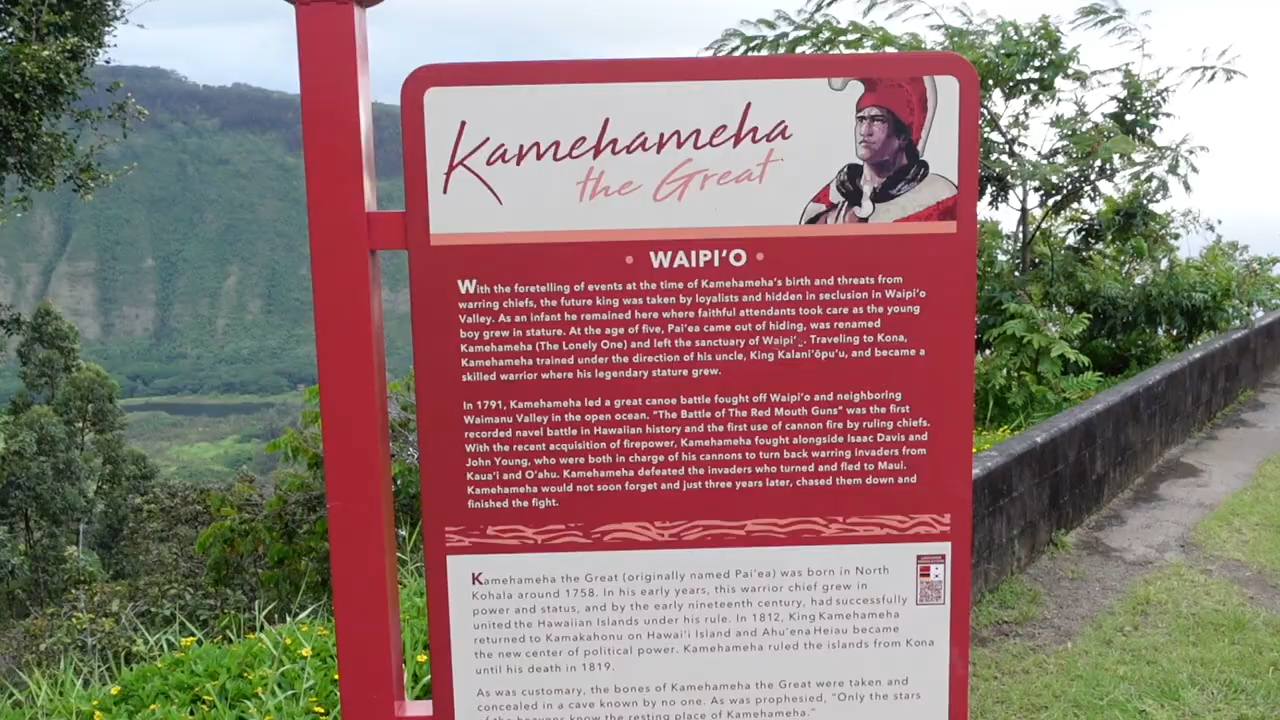 Kamehameha
the Great
• WAIPIʻO •
With the foretelling of events at the time of Kamehameha's birth and threats from
warring chiefs, the future king was taken by loyalists and hidden in seclusion in Waipiʻo
Valley. As an infant he remained here where faithful attendants took care as the young
boy grew in stature. At the age of five, Paiʻea came out of hiding, was renamed
Kamehameha (The Lonely One) and left the sanctuary of Waipiʻo. Traveling to Kona,
Kamehameha trained under the direction of his uncle, King Kalaniʻōpuʻu, and became a
skilled warrior where his legendary stature grew.
In 1791, Kamehameha led a great canoe battle fought off Waipiʻo and neighboring
Waimanu Valley in the open ocean. "The Battle of The Red Mouth Guns" was the first
recorded navel battle in Hawaiian history and the first use of cannon fire by ruling chiefs.
With the recent acquisition of firepower, Kamehameha fought alongside Isaac Davis and
John Young, who were both in charge of his cannons to turn back warring invaders from
Kauaʻi and Oʻahu. Kamehameha defeated the invaders who turned and fled to Maui.
Kamehameha would not soon forget and just three years later, chased them down and
finished the fight.
Kamehameha the Great (originally named Paiʻea) was born in North
Kohala around 1758. In his early years, this warrior chief grew in
power and status, and by the early nineteenth century, had successfully
united the Hawaiian Islands under his rule. In 1812, King Kamehameha
returned to Kamakahonu on Hawaiʻi Island and Ahuʻena Heiau became
the new center of political power. Kamehameha ruled the islands from Kona
until his death in 1819.
As was customary, the bones of Kamehameha the Great were taken and
concealed in a cave known by no one. As was prophesied, "Only the stars
of the heavens know the resting place of Kamehameha."